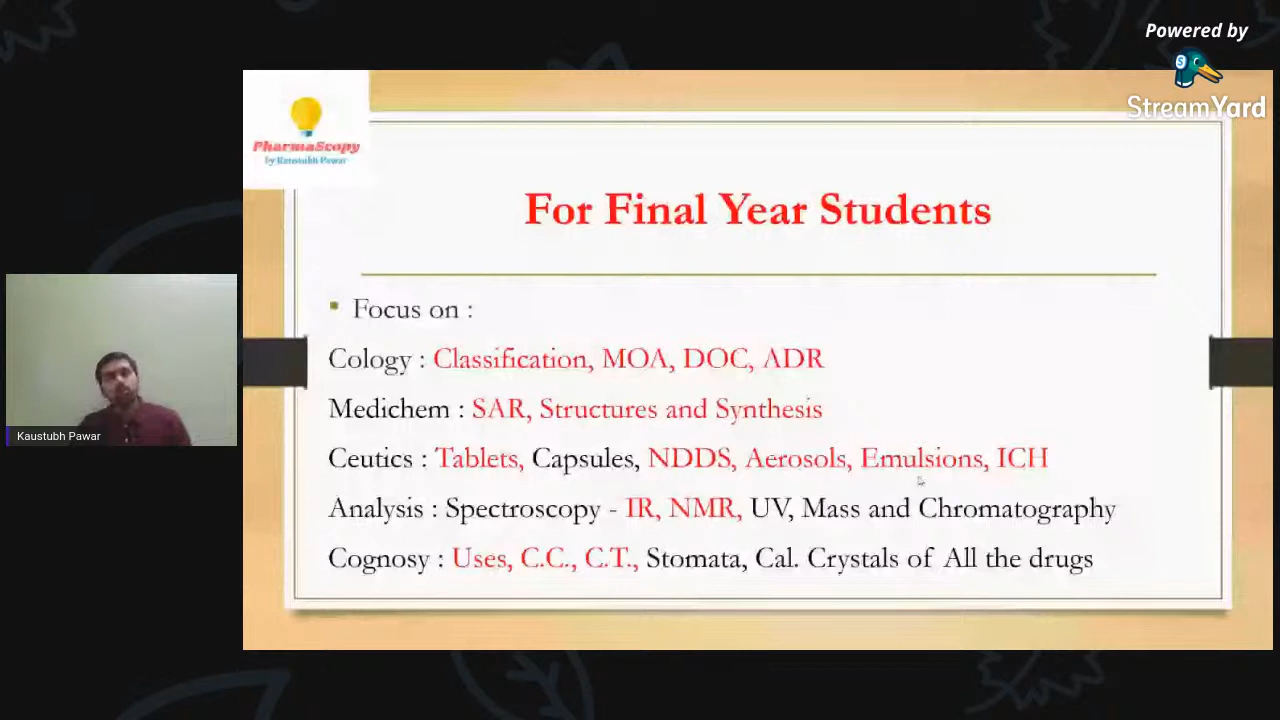 Powered by
StreamYard
PharmaScopy
by Kaustubh Pawar
For Final Year Students
Focus on :
Cology : Classification, MOA, DOC, ADR
Medichem : SAR, Structures and Synthesis
Ceutics : Tablets, Capsules, NDDS, Aerosols, Emulsions, ICH
Analysis : Spectroscopy - IR, NMR, UV, Mass and Chromatography
Cognosy : Uses, C.C., C.T., Stomata, Cal. Crystals of All the drugs
Kaustubh Pawar